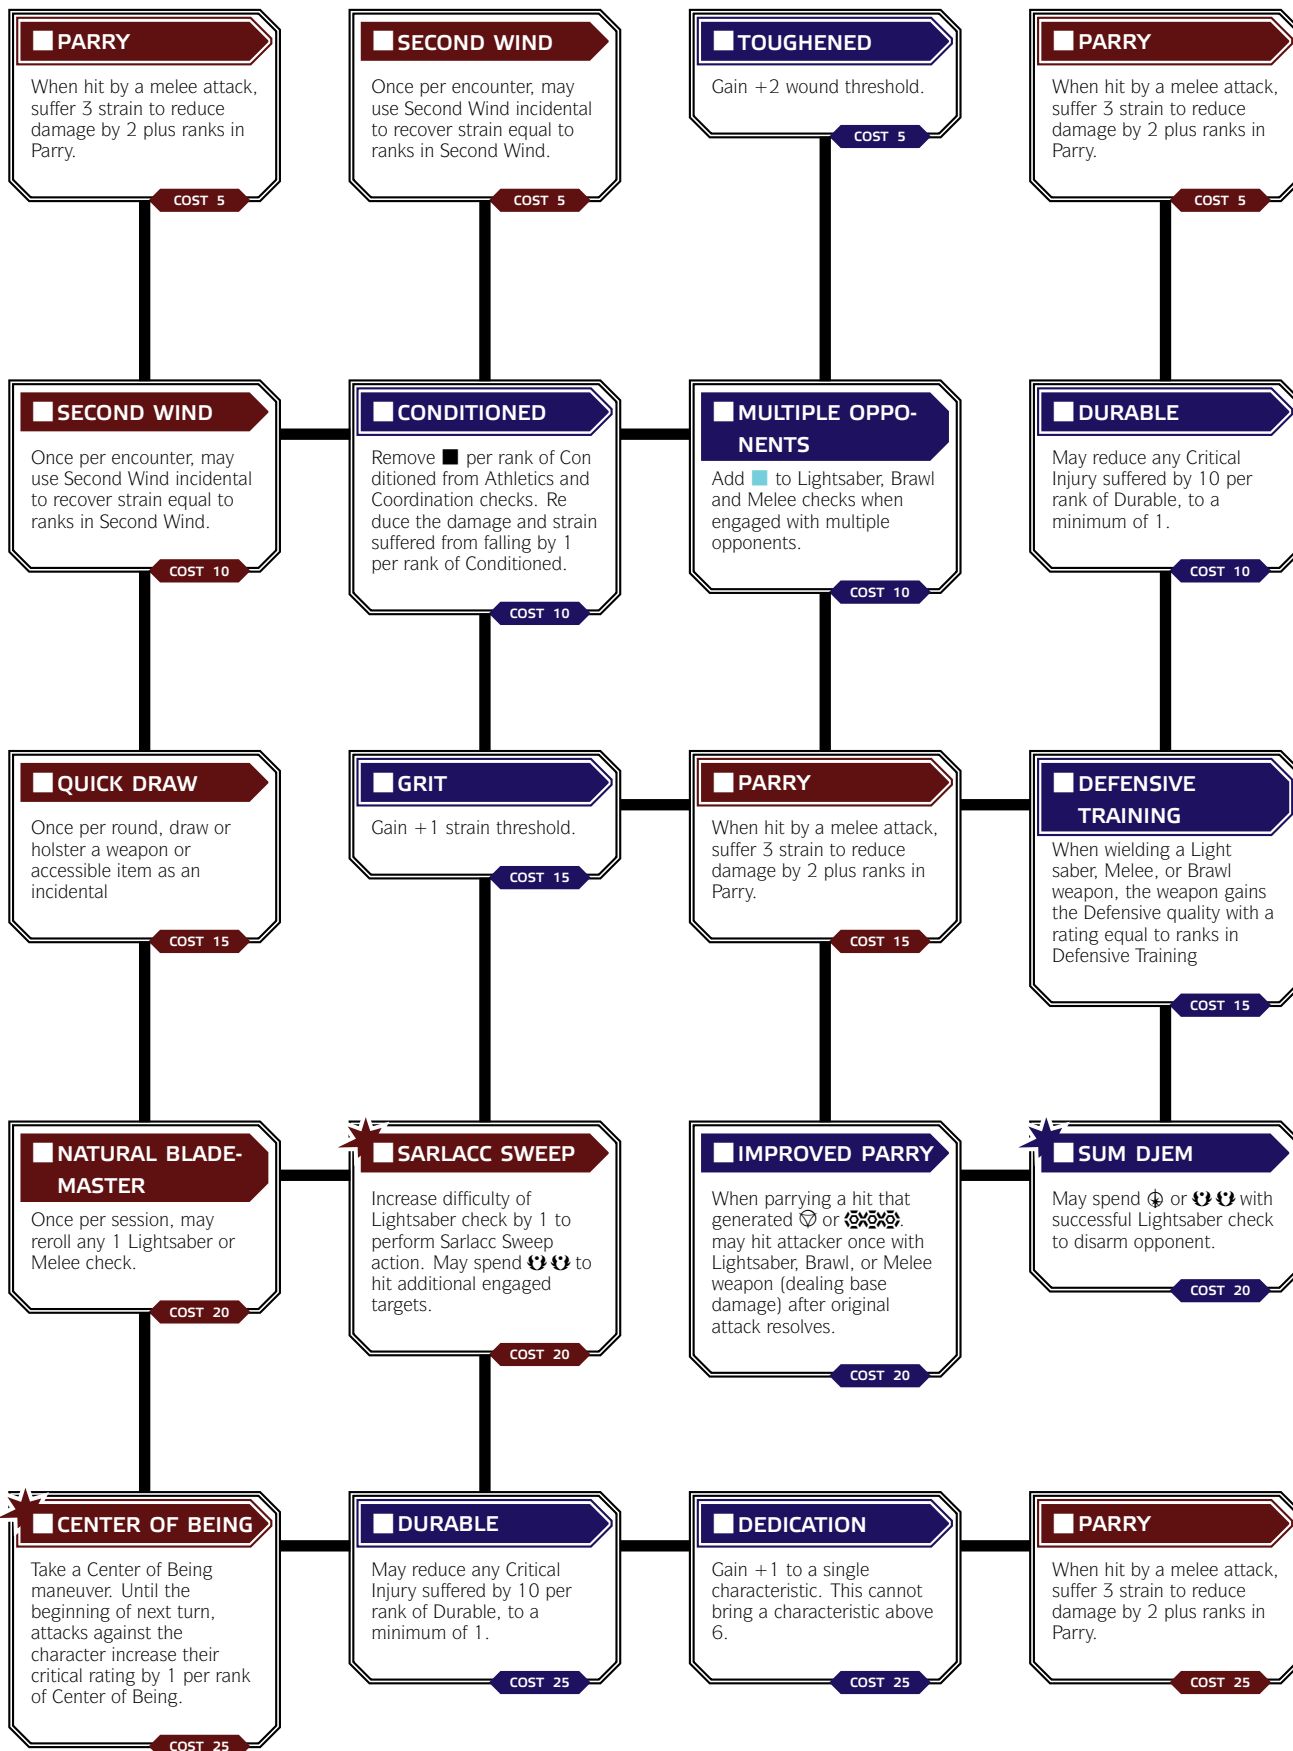 PARRY
When hit by a melee attack,
suffer 3 strain to reduce
damage by 2 plus ranks in
Parry.
COST 5
SECOND WIND
Once per encounter, may
use Second Wind incidental
to recover strain equal to
ranks in Second Wind.
COST 5
TOUGHENED
Gain +2 wound threshold.
COST 5
PARRY
When hit by a melee attack,
suffer 3 strain to reduce
damage by 2 plus ranks in
Parry.
COST 5
SECOND WIND
Once per encounter, may
use Second Wind incidental
to recover strain equal to
ranks in Second Wind.
COST 10
CONDITIONED
Remove ■ per rank of Con
ditioned from Athletics and
Coordination checks. Re
duce the damage and strain
suffered from falling by 1
per rank of Conditioned.
COST 10
MULTIPLE OPPO-
NENTS
Add ■ to Lightsaber, Brawl
and Melee checks when
engaged with multiple
opponents.
COST 10
DURABLE
May reduce any Critical
Injury suffered by 10 per
rank of Durable, to a
minimum of 1.
COST 10
QUICK DRAW
Once per round, draw or
holster a weapon or
accessible item as an
incidental
COST 15
GRIT
Gain +1 strain threshold.
COST 15
PARRY
When hit by a melee attack,
suffer 3 strain to reduce
damage by 2 plus ranks in
Parry.
COST 15
DEFENSIVE
TRAINING
When wielding a Light
saber, Melee, or Brawl
weapon, the weapon gains
the Defensive quality with a
rating equal to ranks in
Defensive Training
COST 15
NATURAL BLADE-
MASTER
Once per session, may
reroll any 1 Lightsaber or
Melee check.
COST 20
SARLACC SWEEP
Increase difficulty of
Lightsaber check by 1 to
perform Sarlacc Sweep
action. May spend to
hit additional engaged
targets.
COST 20
IMPROVED PARRY
When parrying a hit that
generated or .
may hit attacker once with
Lightsaber, Brawl, or Melee
weapon (dealing base
damage) after original
attack resolves.
COST 20
SUM DJEM
May spend or with
successful Lightsaber check
to disarm opponent.
COST 20
CENTER OF BEING
Take a Center of Being
maneuver. Until the
beginning of next turn,
attacks against the
character increase their
critical rating by 1 per rank
of Center of Being.
COST 25
DURABLE
May reduce any Critical
Injury suffered by 10 per
rank of Durable, to a
minimum of 1.
COST 25
DEDICATION
Gain +1 to a single
characteristic. This cannot
bring a characteristic above
6.
COST 25
PARRY
When hit by a melee attack,
suffer 3 strain to reduce
damage by 2 plus ranks in
Parry.
COST 25